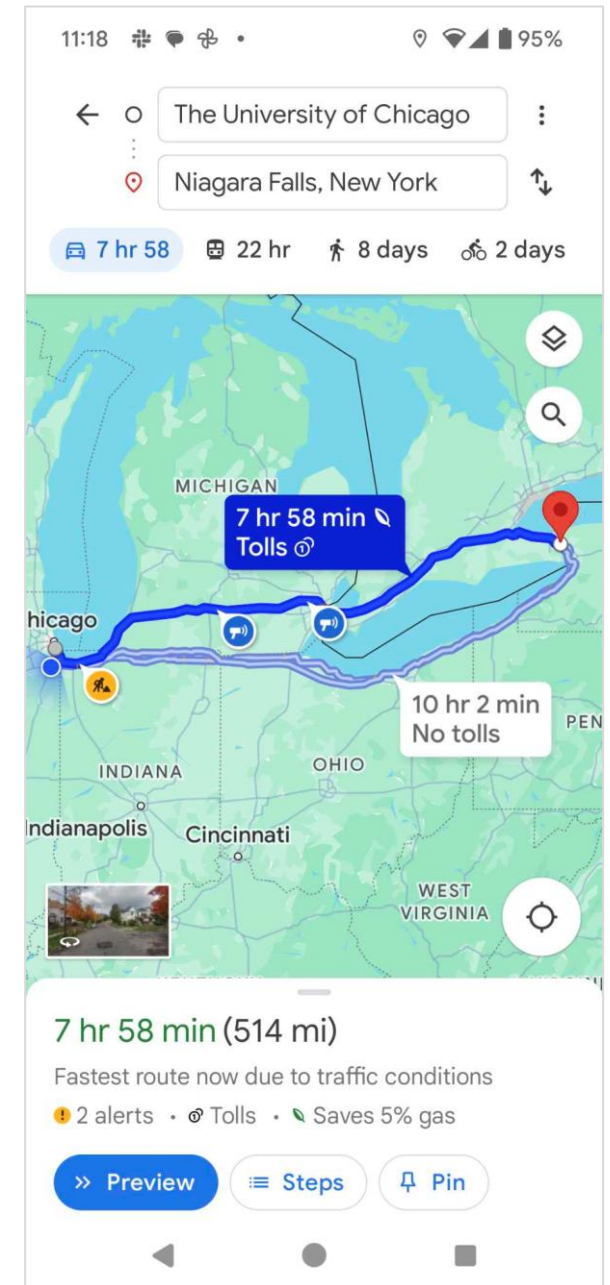 11:18 95%
The University of Chicago
Niagara Falls, New York
7 hr 58 22 hr 8 days 2 days
MICHIGAN
7 hr 58 min
Tolls
hicago
10 hr 2 min
No tolls
PEN
INDIANA
OHIO
Indianapolis
Cincinnati
WEST
VIRGINIA
7 hr 58 min (514 mi)
Fastest route now due to traffic conditions
2 alerts • Tolls • Saves 5% gas
Preview Steps Pin